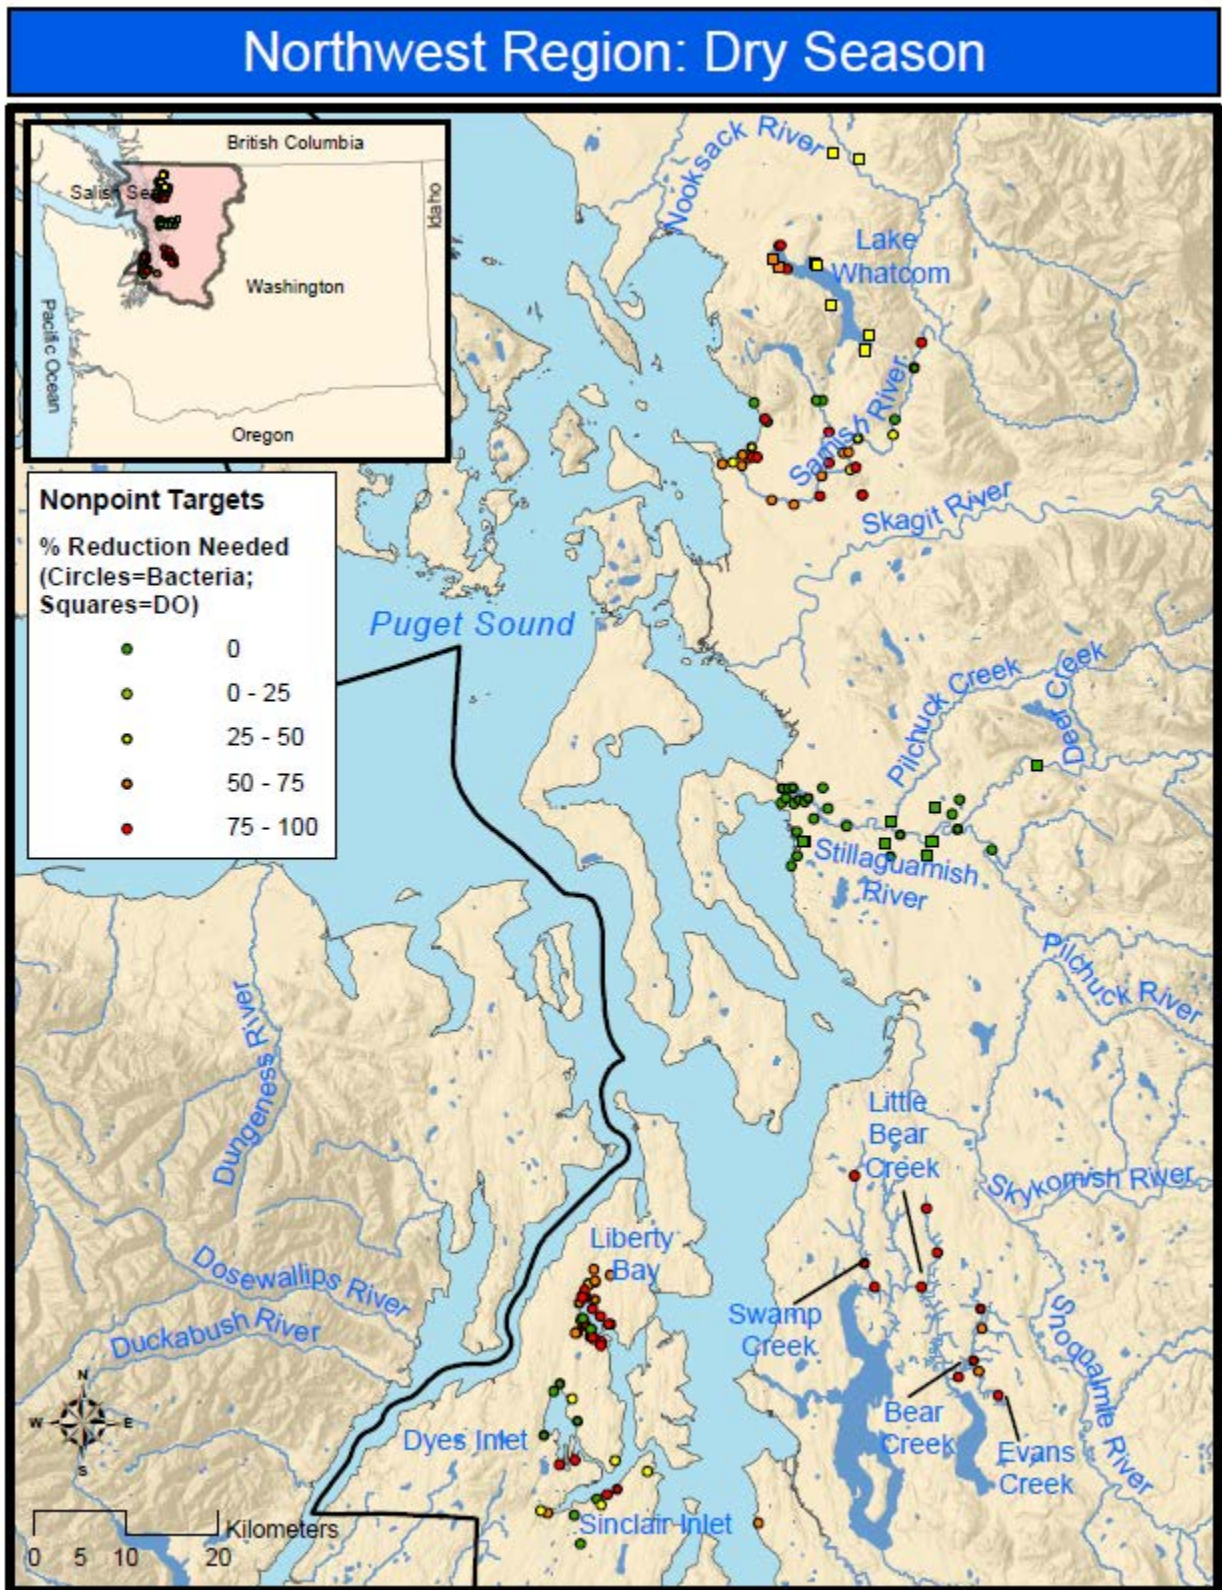 Northwest Region: Dry Season
British Columbia
Salish Sea
Idaho
Washington
Pacific Ocean
Oregon
Nonpoint Targets
% Reduction Needed
(Circles=Bacteria;
Squares=DO)
0
0 - 25
25 - 50
50 - 75
75 - 100
Nooksack River
Lake
Whatcom
Samish River
Skagit River
Puget Sound
Pilchuck Creek
Deer Creek
Stillaguamish
River
Pilchuck River
Dungeness River
Little
Bear
Creek
Skykomish River
Liberty
Bay
Dosewallips River
Duckabush River
Swamp
Creek
Snoqualmie River
N
W
E
S
Dyes Inlet
Bear
Creek
Evans
Creek
Sinclair Inlet
Kilometers
0 5 10 20